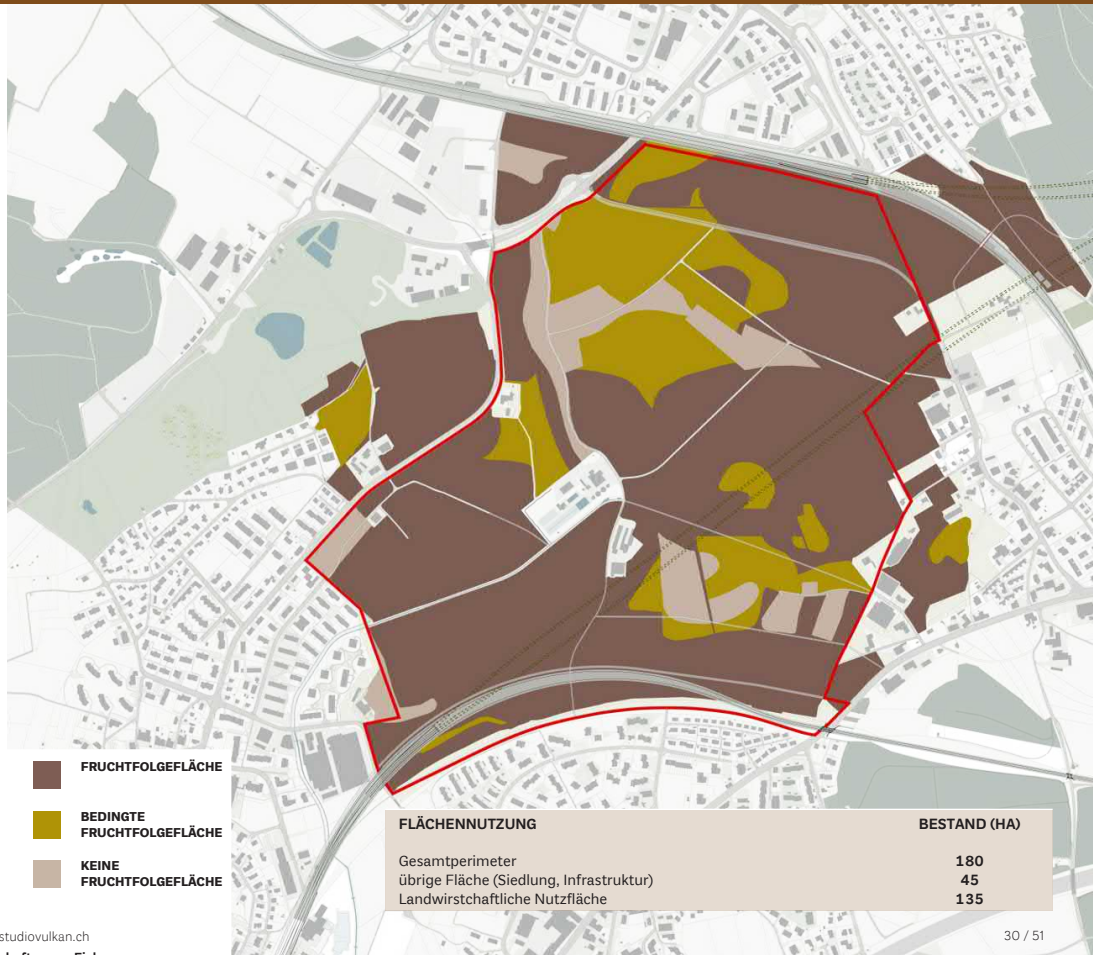 FRUCHTFOLGEFLÄCHE
BEDINGTE
FRUCHTFOLGEFLÄCHE
KEINE
FRUCHTFOLGEFLÄCHE
FLÄCHENNUTZUNG BESTAND (HA)
Gesamtperimeter 180
übrige Fläche (Siedlung, Infrastruktur) 45
Landwirstchaftliche Nutzfläche 135
studiovulkan.ch
30 / 51